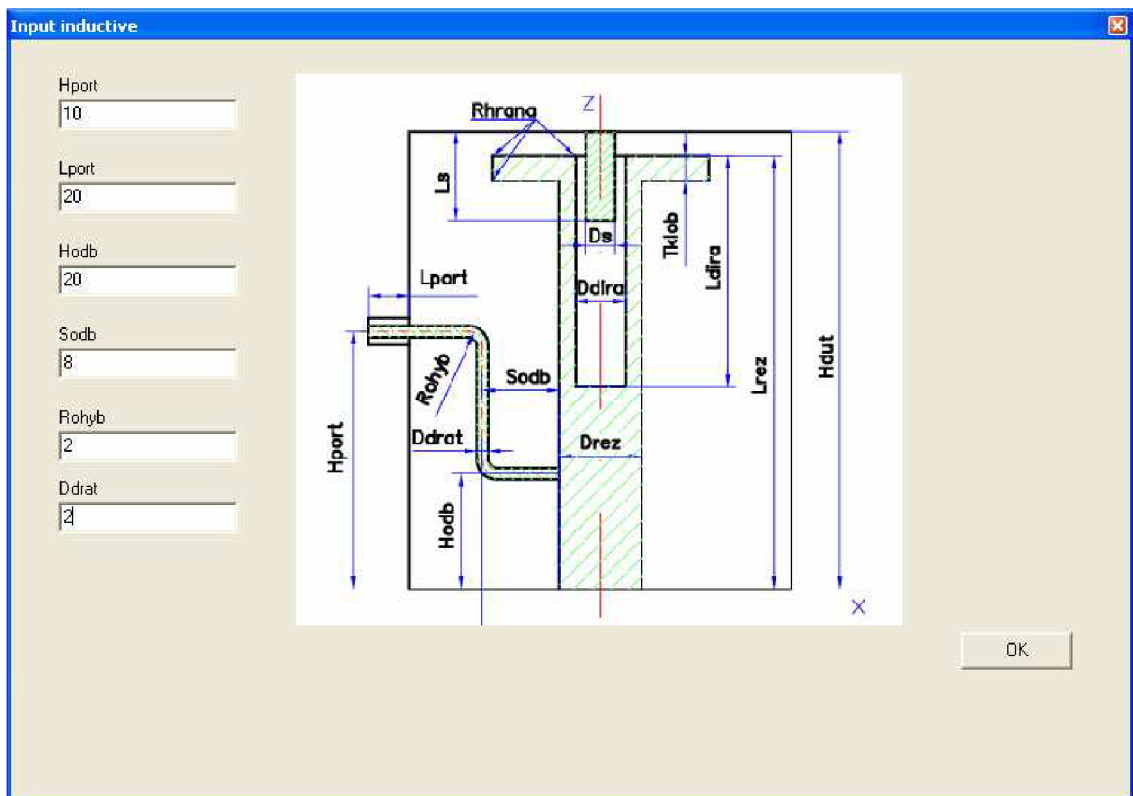 Input inductive
Hport
10
Lport
20
Hodb
20
Sodb
8
Rohyb
2
Ddrat
2
Rhrana
Z
Ls
Ds
Tklob
Ldira
Lport
Ddira
Rohyb
Sodb
Lrez
Hdut
Ddrat
Drez
Hport
Hodb
X
OK